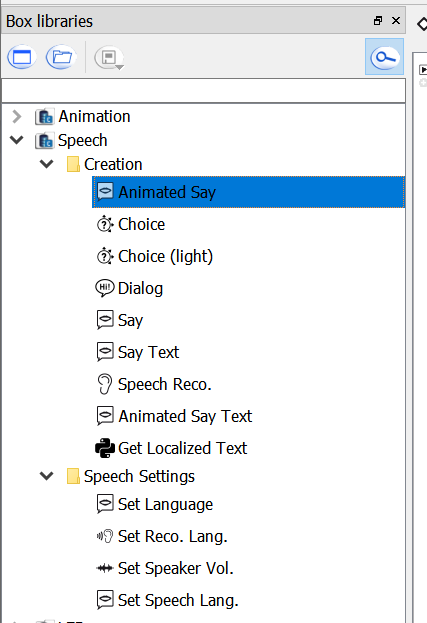 Box libraries
Animation
Speech
Creation
Animated Say
Choice
Choice (light)
Dialog
Say
Say Text
Speech Reco.
Animated Say Text
Get Localized Text
Speech Settings
Set Language
Set Reco. Lang.
Set Speaker Vol.
Set Speech Lang.